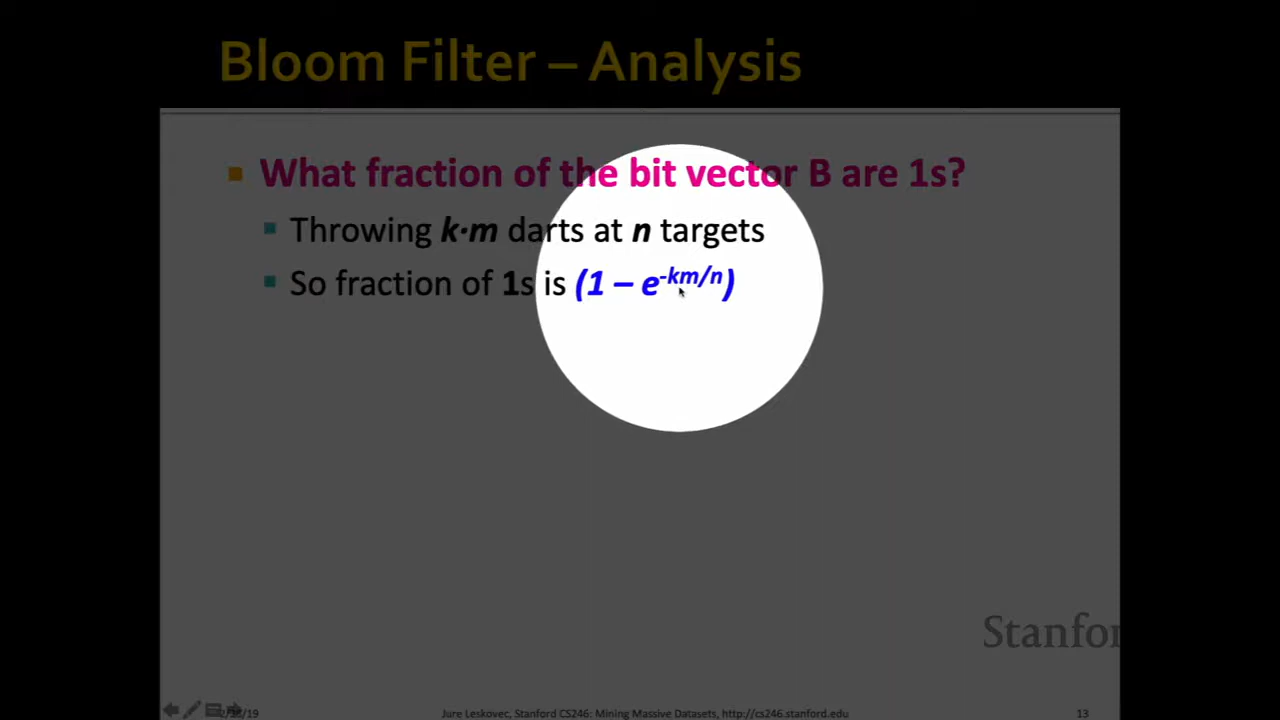 Bloom Filter – Analysis
What fraction of the bit vector B are 1s?
Throwing k·m darts at n targets
So fraction of 1s is (1 – e^-km/n)
Stanfor
/19 Jure Leskovec, Stanford CS246: Mining Massive Datasets, http://cs246.stanford.edu 13